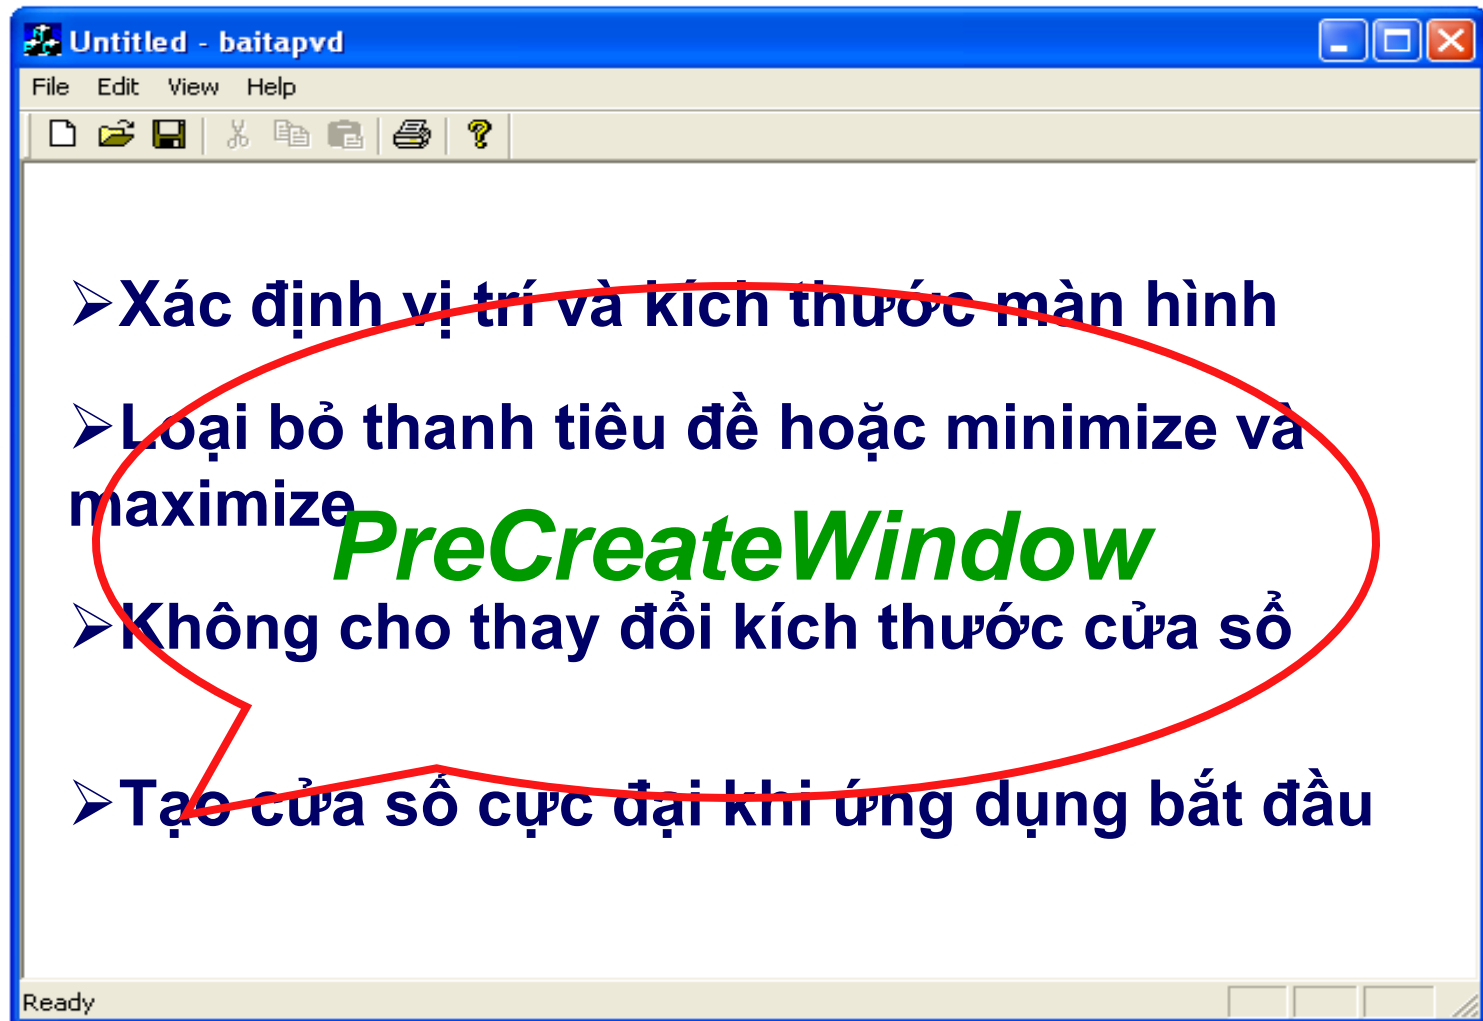 Untitled - baitapvd
File Edit View Help
➢Xác định vị trí và kích thước màn hình
➢Loại bỏ thanh tiêu đề hoặc minimize và
maximize
PreCreateWindow
➢Không cho thay đổi kích thước cửa sổ
➢Tạo cửa sổ cực đại khi ứng dụng bắt đầu
Ready